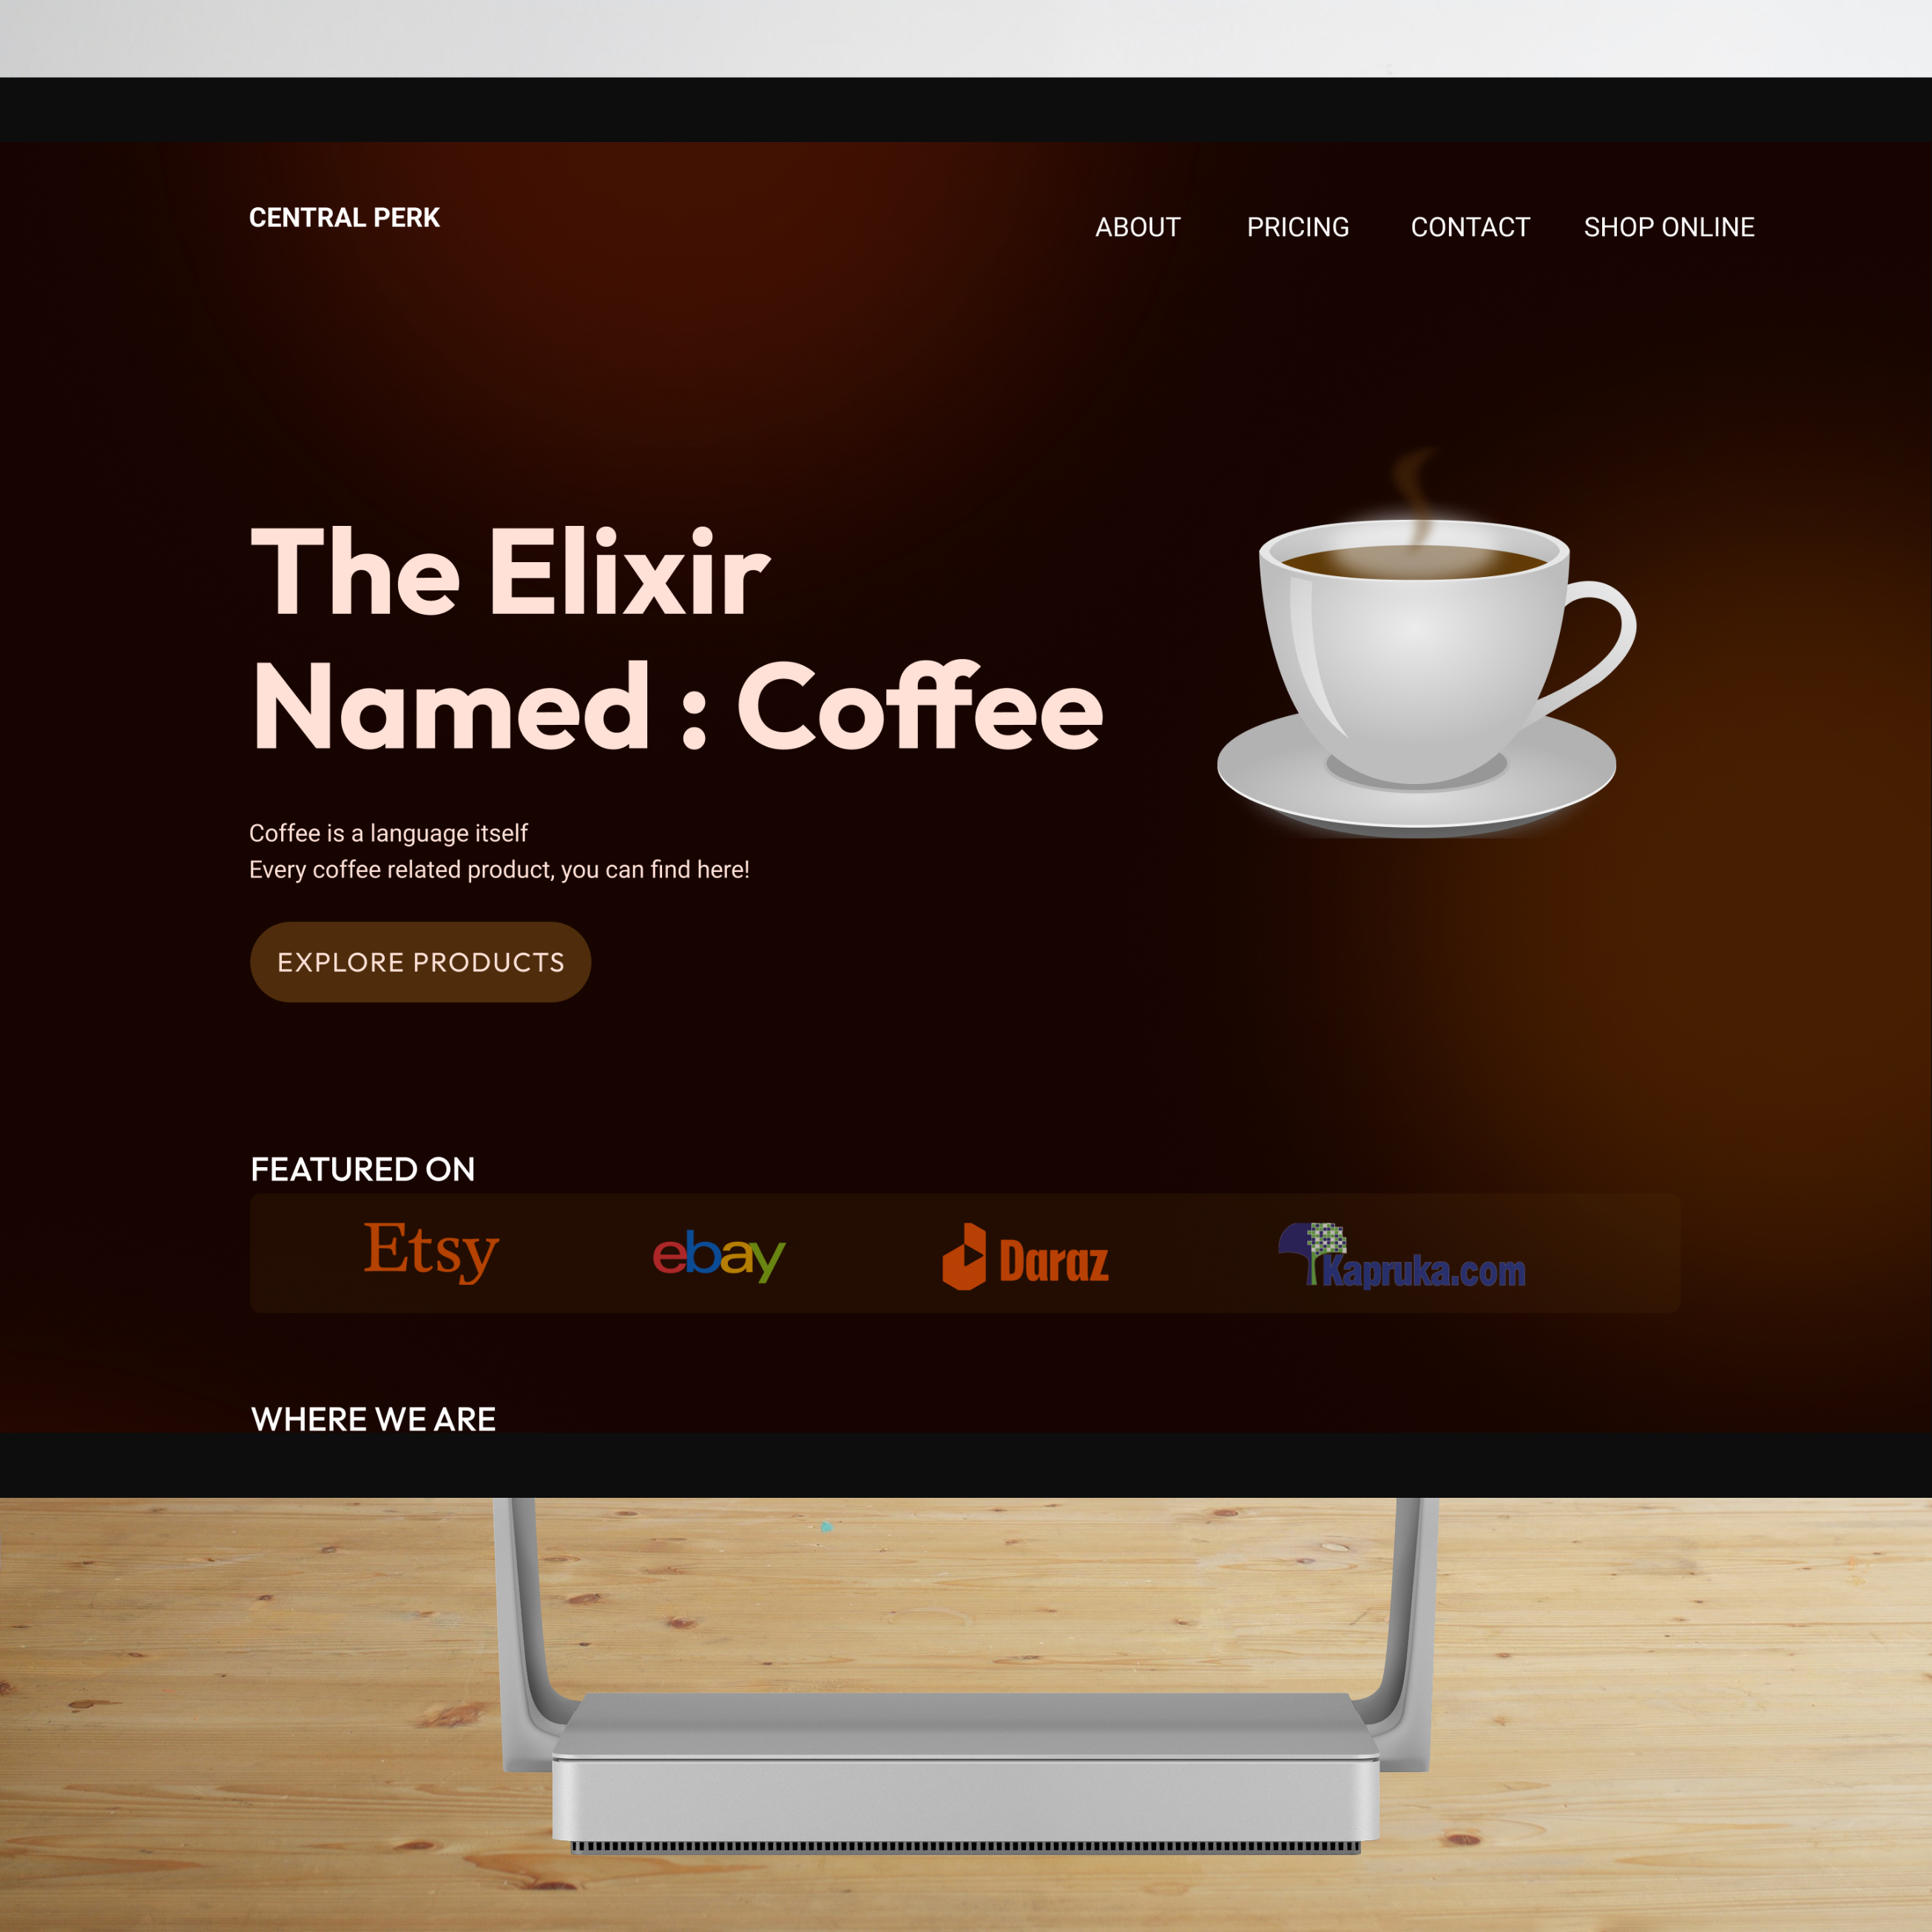 CENTRAL PERK
ABOUT PRICING CONTACT SHOP ONLINE
The Elixir
Named : Coffee
Coffee is a language itself
Every coffee related product, you can find here!
EXPLORE PRODUCTS
FEATURED ON
Etsy ebay Daraz Kapruka.com
WHERE WE ARE